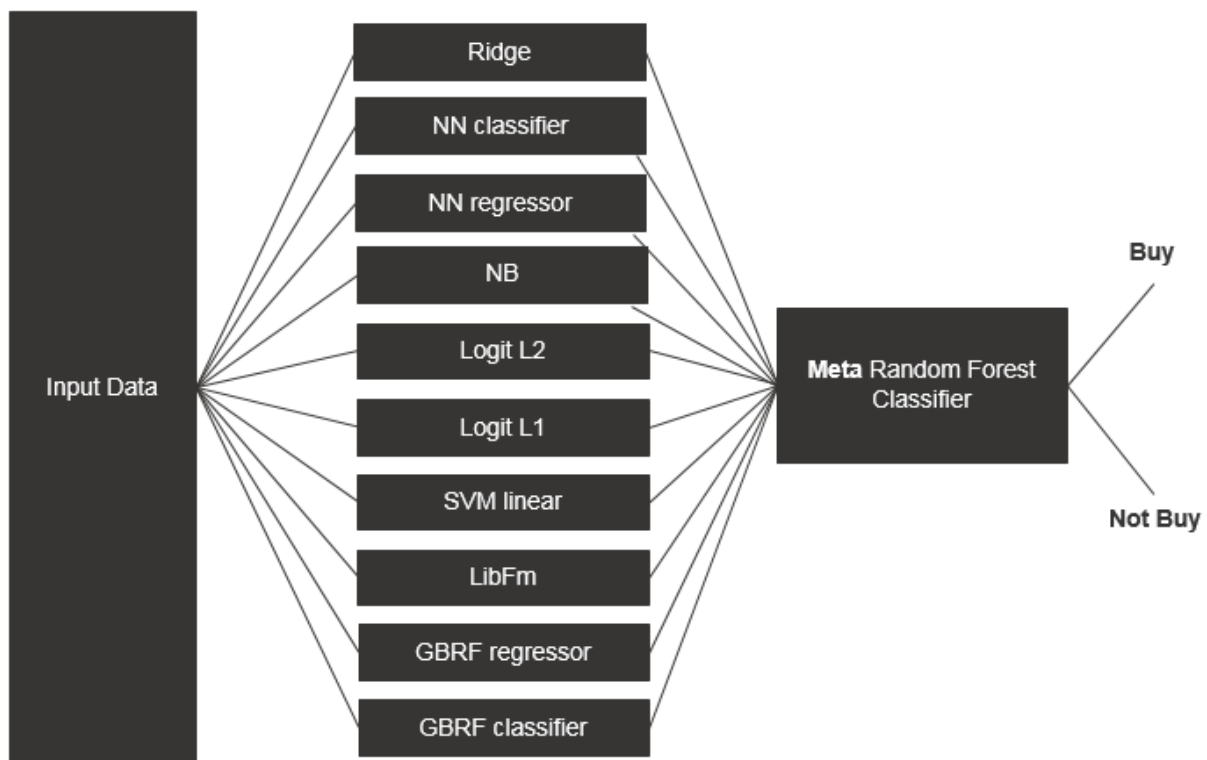 Input Data
Ridge
NN classifier
NN regressor
NB
Logit L2
Logit L1
SVM linear
LibFm
GBRF regressor
GBRF classifier
Meta Random Forest
Classifier
Buy
Not Buy